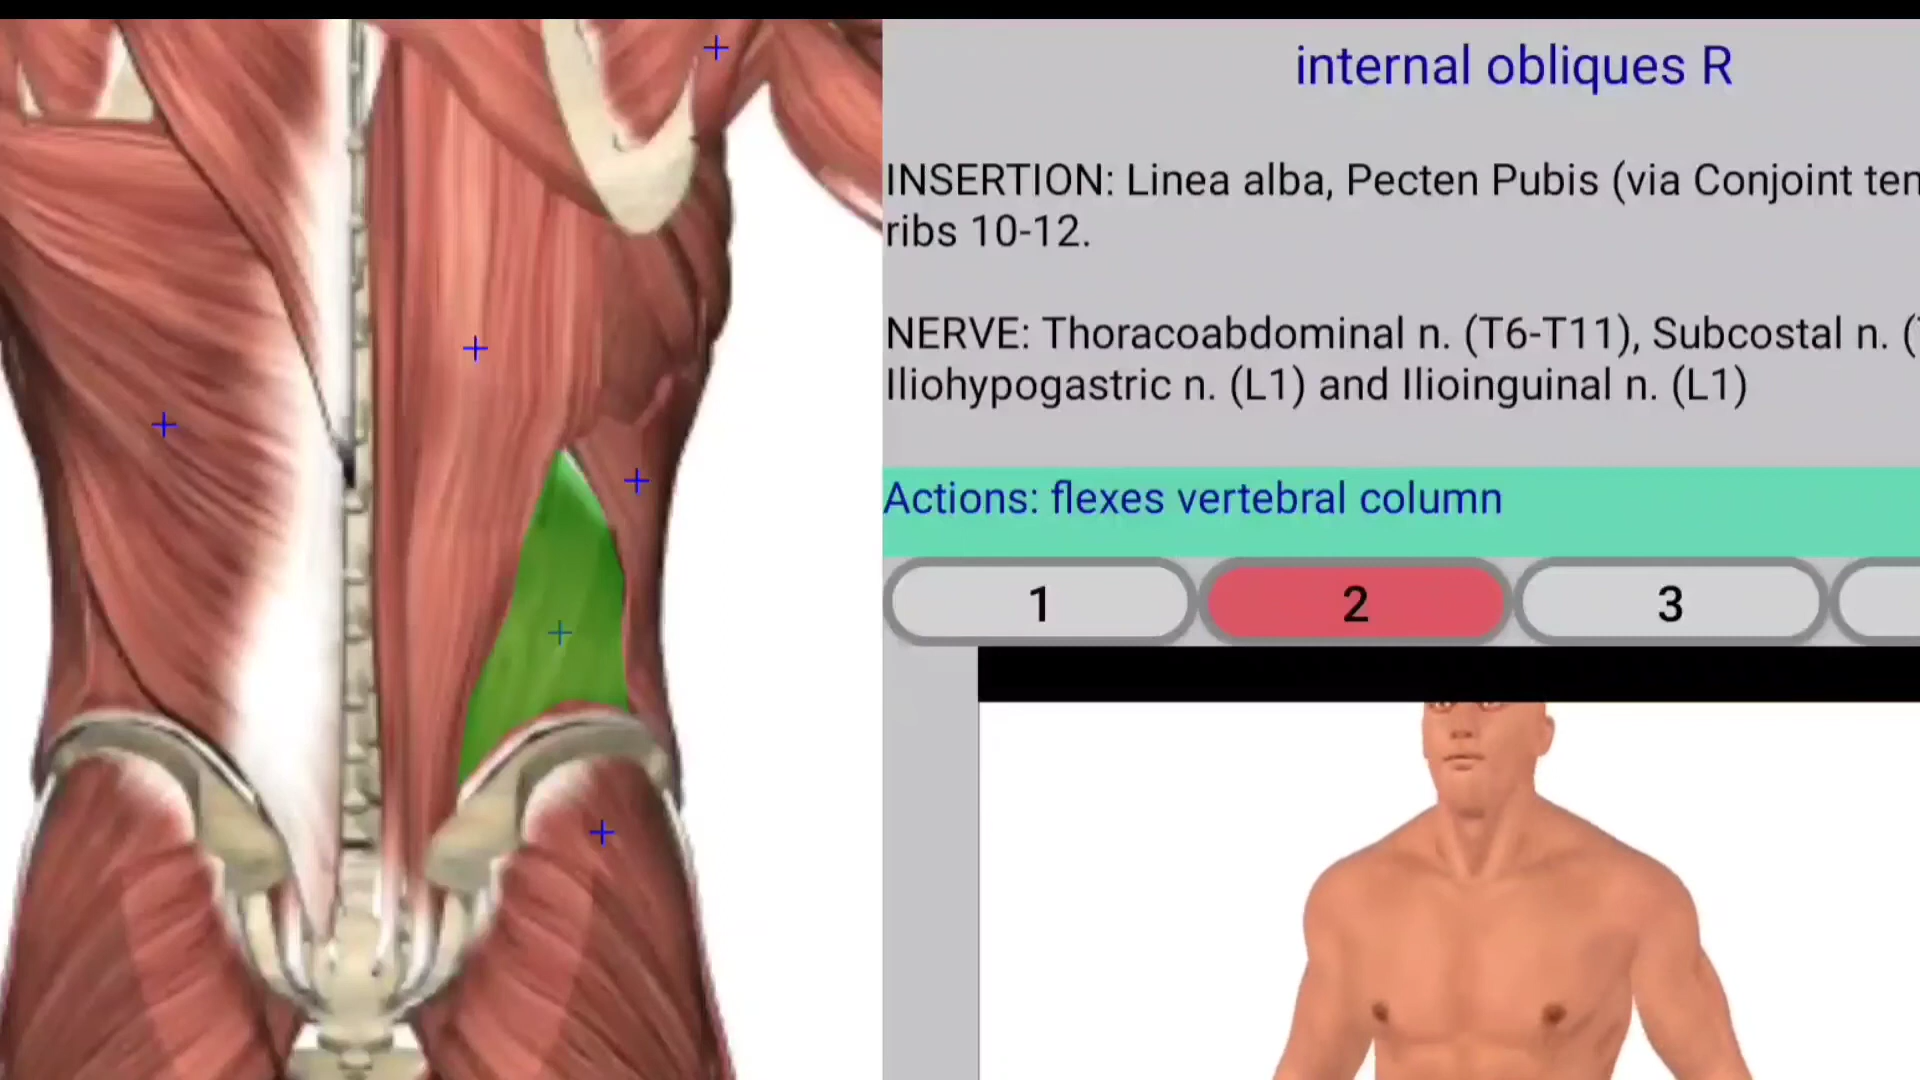 internal obliques R
INSERTION: Linea alba, Pecten Pubis (via Conjoint
ribs 10-12.
NERVE: Thoracoabdominal n. (T6-T11), Subcostal n.
Iliohypogastric n. (L1) and Ilioinguinal n. (L1)
Actions: flexes vertebral column
1 2 3